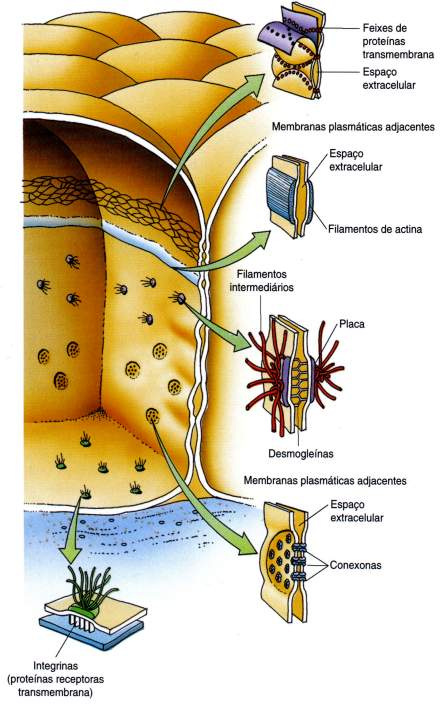 Feixes de
proteínas
transmembrana
Espaço
extracelular
Membranas plasmáticas adjacentes
Espaço
extracelular
Filamentos de actina
Filamentos
intermediários
Placa
Desmogleínas
Membranas plasmáticas adjacentes
Espaço
extracelular
Conexonas
Integrinas
(proteínas receptoras
transmembrana)